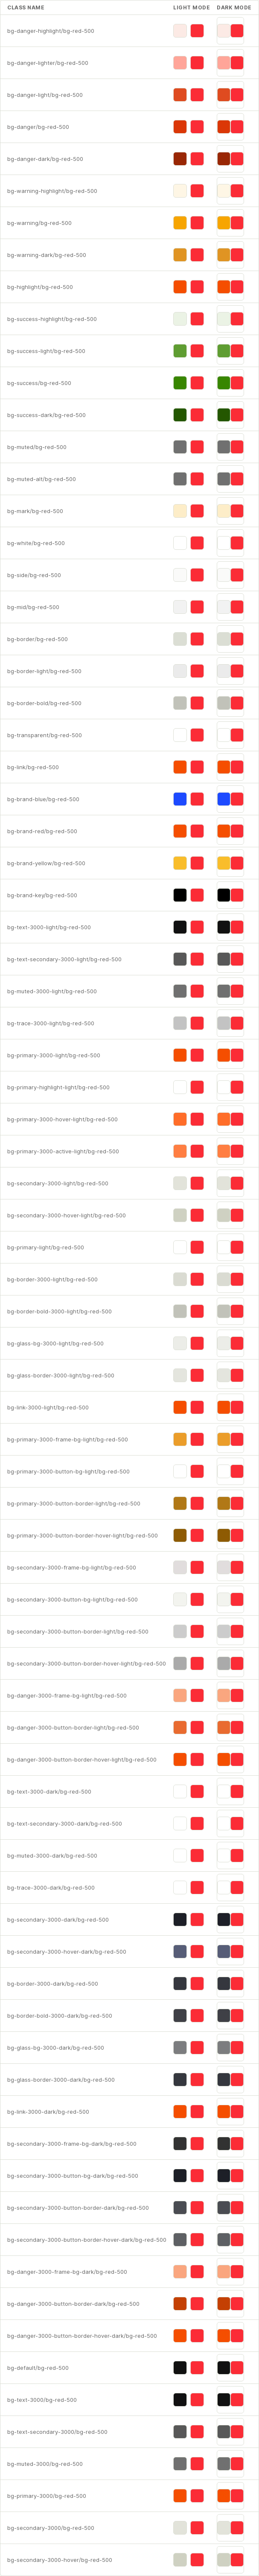 CLASS NAME LIGHT MODE DARK MODE
bg-danger-highlight/bg-red-500
bg-danger-lighter/bg-red-500
bg-danger-light/bg-red-500
bg-danger/bg-red-500
bg-danger-dark/bg-red-500
bg-warning-highlight/bg-red-500
bg-warning/bg-red-500
bg-warning-dark/bg-red-500
bg-highlight/bg-red-500
bg-success-highlight/bg-red-500
bg-success-light/bg-red-500
bg-success/bg-red-500
bg-success-dark/bg-red-500
bg-muted/bg-red-500
bg-muted-alt/bg-red-500
bg-mark/bg-red-500
bg-white/bg-red-500
bg-side/bg-red-500
bg-mid/bg-red-500
bg-border/bg-red-500
bg-border-light/bg-red-500
bg-border-bold/bg-red-500
bg-transparent/bg-red-500
bg-link/bg-red-500
bg-brand-blue/bg-red-500
bg-brand-red/bg-red-500
bg-brand-yellow/bg-red-500
bg-brand-key/bg-red-500
bg-text-3000-light/bg-red-500
bg-text-secondary-3000-light/bg-red-500
bg-muted-3000-light/bg-red-500
bg-trace-3000-light/bg-red-500
bg-primary-3000-light/bg-red-500
bg-primary-highlight-light/bg-red-500
bg-primary-3000-hover-light/bg-red-500
bg-primary-3000-active-light/bg-red-500
bg-secondary-3000-light/bg-red-500
bg-secondary-3000-hover-light/bg-red-500
bg-primary-light/bg-red-500
bg-border-3000-light/bg-red-500
bg-border-bold-3000-light/bg-red-500
bg-glass-bg-3000-light/bg-red-500
bg-glass-border-3000-light/bg-red-500
bg-link-3000-light/bg-red-500
bg-primary-3000-frame-bg-light/bg-red-500
bg-primary-3000-button-bg-light/bg-red-500
bg-primary-3000-button-border-light/bg-red-500
bg-primary-3000-button-border-hover-light/bg-red-500
bg-secondary-3000-frame-bg-light/bg-red-500
bg-secondary-3000-button-bg-light/bg-red-500
bg-secondary-3000-button-border-light/bg-red-500
bg-secondary-3000-button-border-hover-light/bg-red-500
bg-danger-3000-frame-bg-light/bg-red-500
bg-danger-3000-button-border-light/bg-red-500
bg-danger-3000-button-border-hover-light/bg-red-500
bg-text-3000-dark/bg-red-500
bg-text-secondary-3000-dark/bg-red-500
bg-muted-3000-dark/bg-red-500
bg-trace-3000-dark/bg-red-500
bg-secondary-3000-dark/bg-red-500
bg-secondary-3000-hover-dark/bg-red-500
bg-border-3000-dark/bg-red-500
bg-border-bold-3000-dark/bg-red-500
bg-glass-bg-3000-dark/bg-red-500
bg-glass-border-3000-dark/bg-red-500
bg-link-3000-dark/bg-red-500
bg-secondary-3000-frame-bg-dark/bg-red-500
bg-secondary-3000-button-bg-dark/bg-red-500
bg-secondary-3000-button-border-dark/bg-red-500
bg-secondary-3000-button-border-hover-dark/bg-red-500
bg-danger-3000-frame-bg-dark/bg-red-500
bg-danger-3000-button-border-dark/bg-red-500
bg-danger-3000-button-border-hover-dark/bg-red-500
bg-default/bg-red-500
bg-text-3000/bg-red-500
bg-text-secondary-3000/bg-red-500
bg-muted-3000/bg-red-500
bg-primary-3000/bg-red-500
bg-secondary-3000/bg-red-500
bg-secondary-3000-hover/bg-red-500